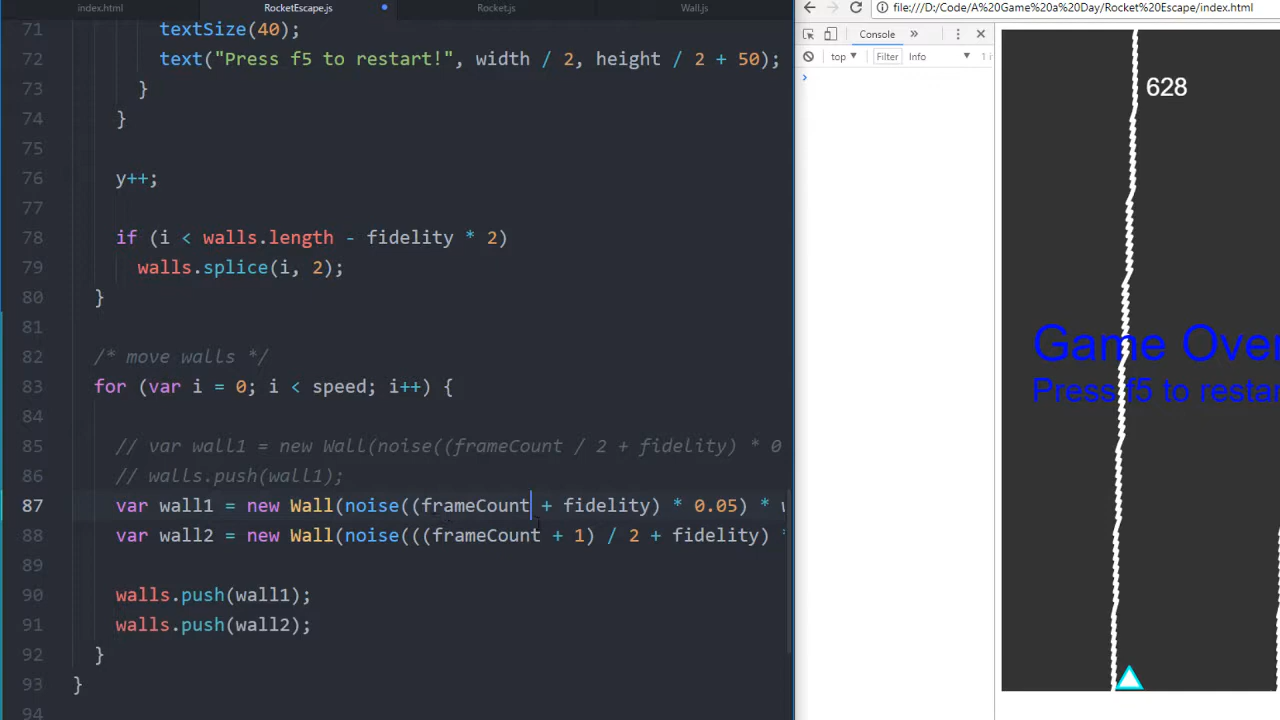 index.html
RocketEscape.js
Rocket.js
Wall.js
file:///D:/Code/A%20Game%20a%20Day/Rocket%20Escape/index.html
Console »
top ▼ Filter Info ▼
71 textSize(40);
72 text("Press f5 to restart!", width / 2, height / 2 + 50);
73 }
74 }
75
76 y++;
77
78 if (i < walls.length - fidelity * 2)
79 walls.splice(i, 2);
80 }
81
82 /* move walls */
83 for (var i = 0; i < speed; i++) {
84
85 // var wall1 = new Wall(noise((frameCount / 2 + fidelity) * 0
86 // walls.push(wall1);
87 var wall1 = new Wall(noise((frameCount + fidelity) * 0.05) *
88 var wall2 = new Wall(noise(((frameCount + 1) / 2 + fidelity)
89
90 walls.push(wall1);
91 walls.push(wall2);
92 }
93 }
94
628
Game Over
Press f5 to restar